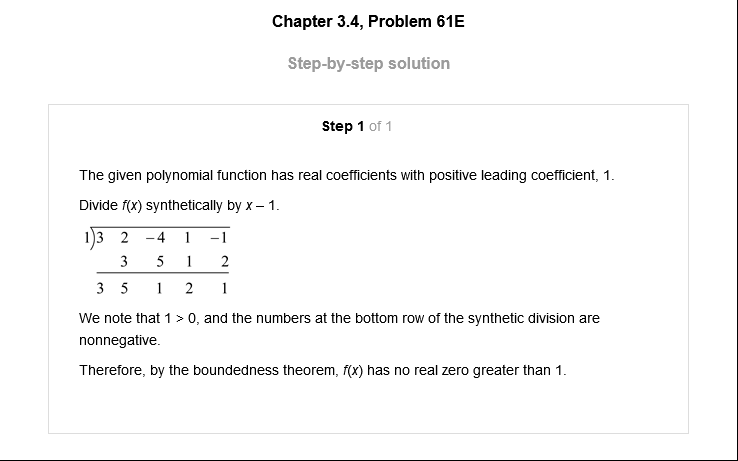 Chapter 3.4, Problem 61E
Step-by-step solution
Step 1 of 1
The given polynomial function has real coefficients with positive leading coefficient, 1.
Divide f(x) synthetically by x – 1.
1)3 2 −4 1 −1
3 5 1 2
3 5 1 2 1
We note that 1 > 0, and the numbers at the bottom row of the synthetic division are
nonnegative.
Therefore, by the boundedness theorem, f(x) has no real zero greater than 1.